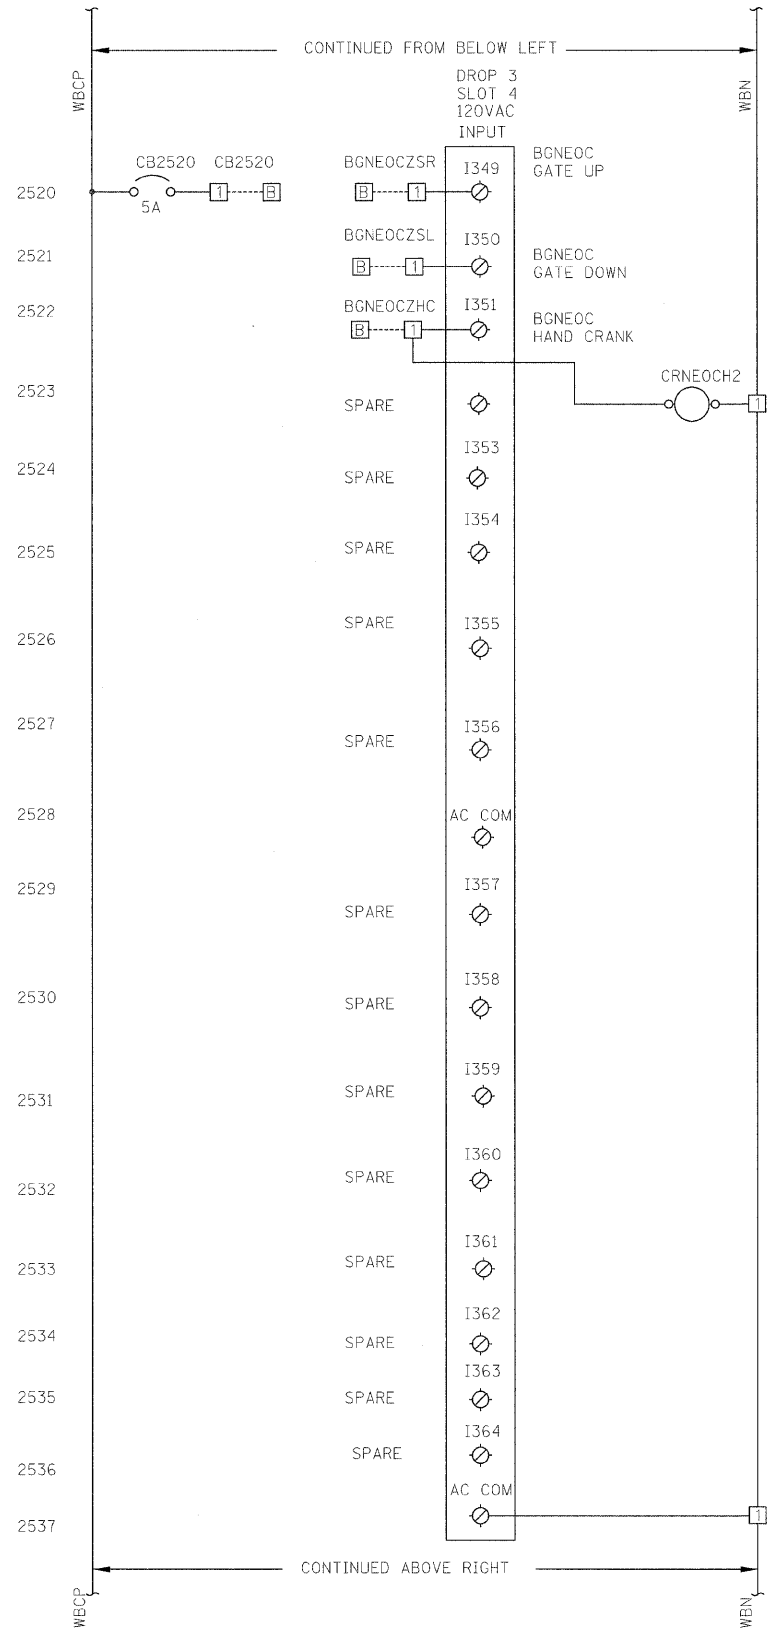 CONTINUED FROM BELOW LEFT
WBCP
WBN
DROP 3
SLOT 4
120VAC
INPUT
CB2520 CB2520
BGNEOCZSR
I349
BGNEOC
GATE UP
2520
5A
1
B
B
1
BGNEOCZSL
I350
2521
B
1
BGNEOC
GATE DOWN
BGNEOCZHC
I351
2522
B
1
BGNEOC
HAND CRANK
CRNEOCH2
2523
SPARE
1
I353
2524
SPARE
I354
2525
SPARE
I355
SPARE
2526
I356
2527
SPARE
AC COM
2528
I357
2529
SPARE
I358
2530
SPARE
I359
2531
SPARE
I360
2532
SPARE
I361
2533
SPARE
I362
2534
SPARE
I363
2535
SPARE
I364
2536
SPARE
AC COM
2537
1
CONTINUED ABOVE RIGHT
WBCP
WBN